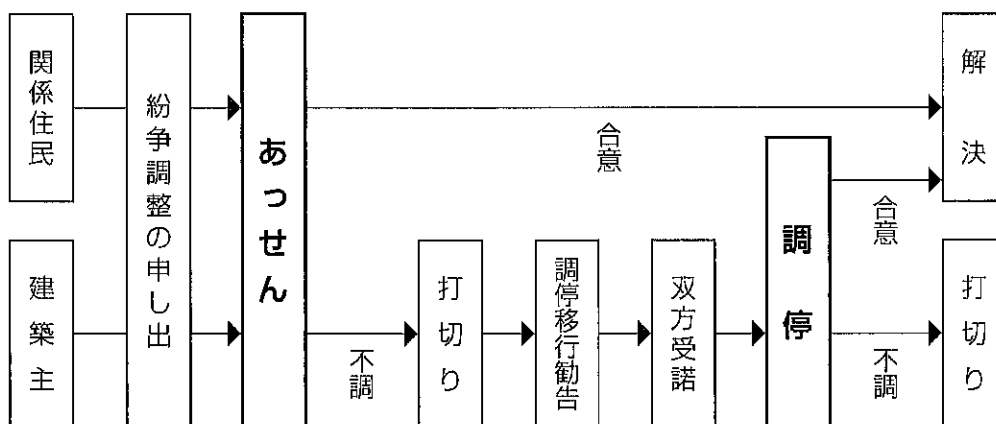 関係住民
建築主
紛争調整の申し出
あっせん
合意
不調
打切り
調停移行勧告
双方受諾
調停
合意
不調
解決
打切り